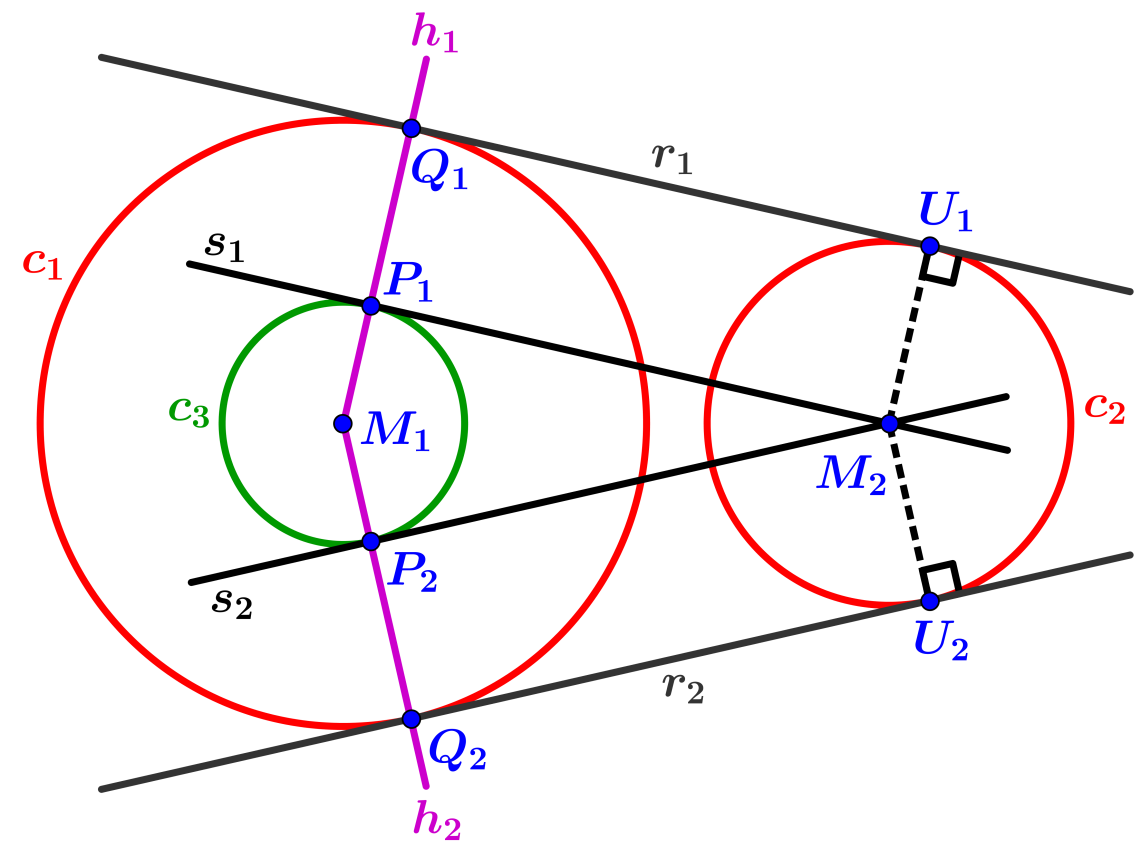 h₁
Q₁
r₁
U₁
s₁
c₁
P₁
c₃
M₁
c₂
M₂
P₂
s₂
U₂
r₂
Q₂
h₂